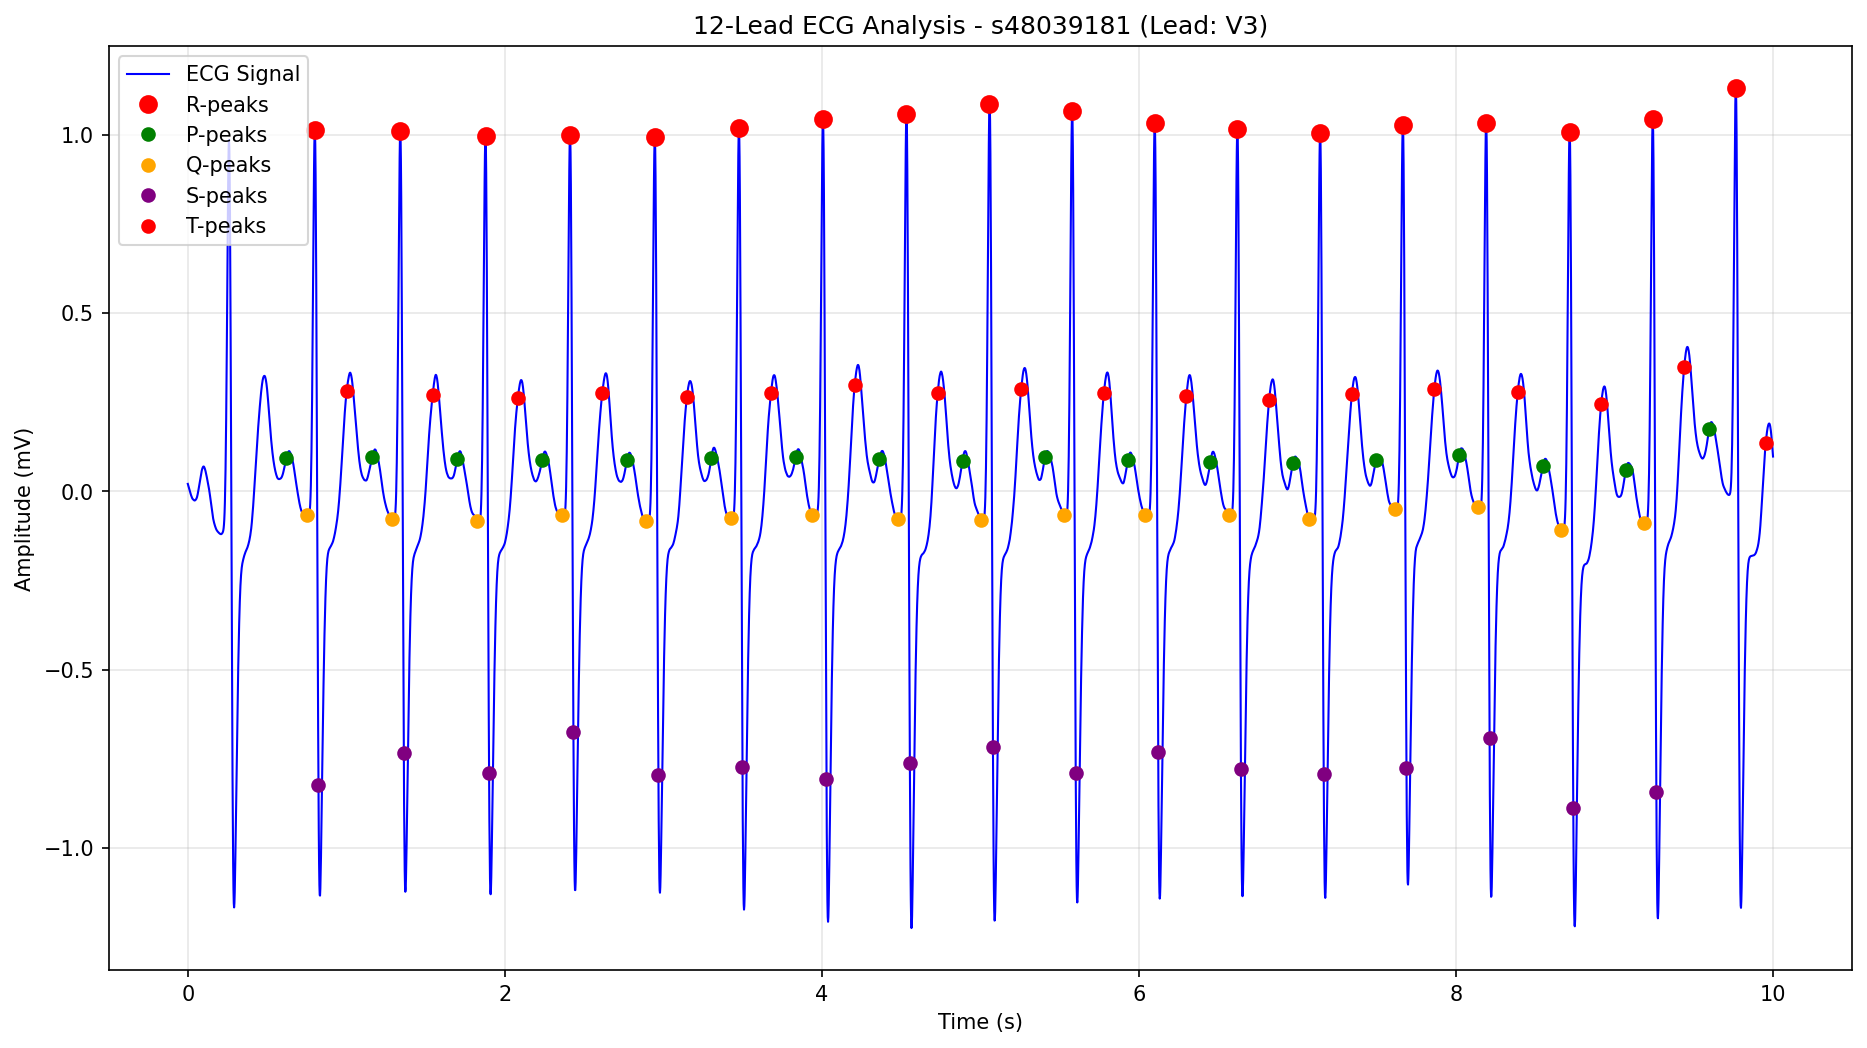 12-Lead ECG Analysis - s48039181 (Lead: V3)
ECG Signal
R-peaks
P-peaks
Q-peaks
S-peaks
T-peaks
Amplitude (mV)
1.0
0.5
0.0
−0.5
−1.0
0 2 4 6 8 10
Time (s)